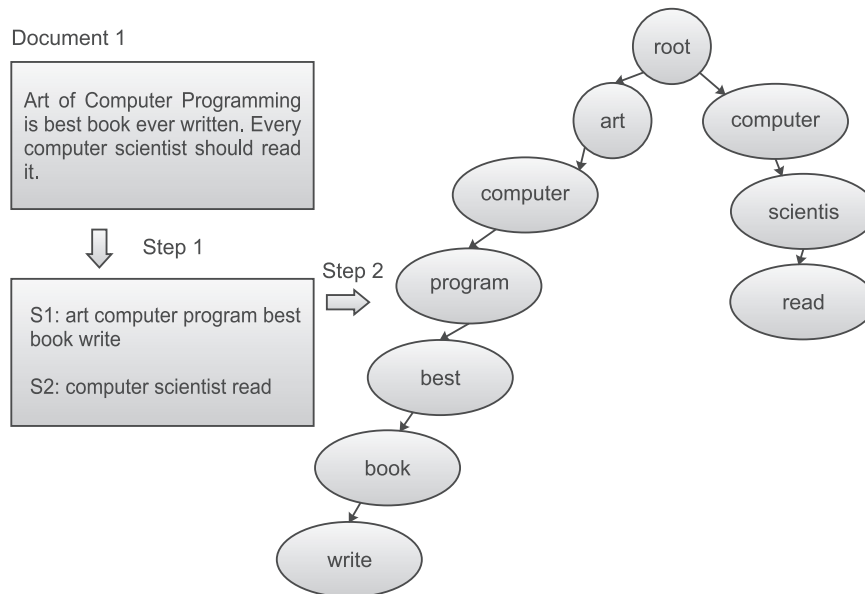 Document 1
Art of Computer Programming
is best book ever written. Every
computer scientist should read
it.
Step 1
S1: art computer program best
book write
S2: computer scientist read
Step 2
root
art
computer
computer
scientis
program
read
best
book
write